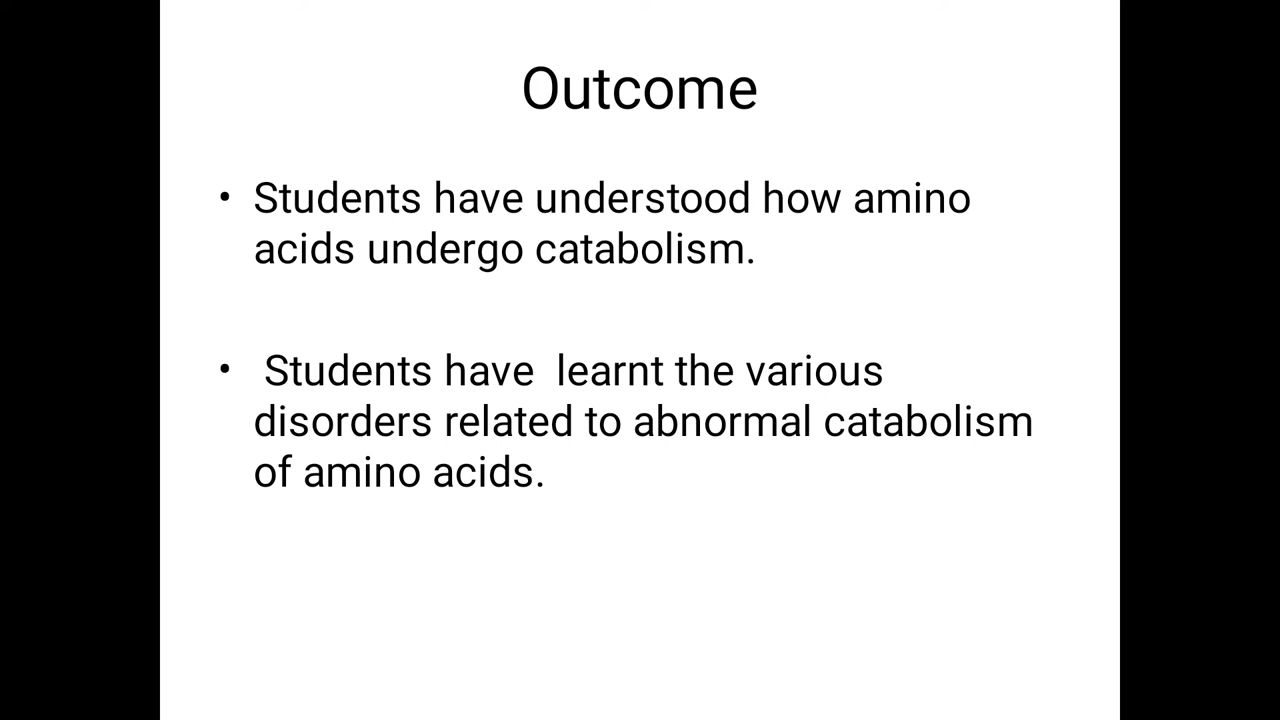 Outcome
• Students have understood how amino
acids undergo catabolism.
• Students have  learnt the various
disorders related to abnormal catabolism
of amino acids.